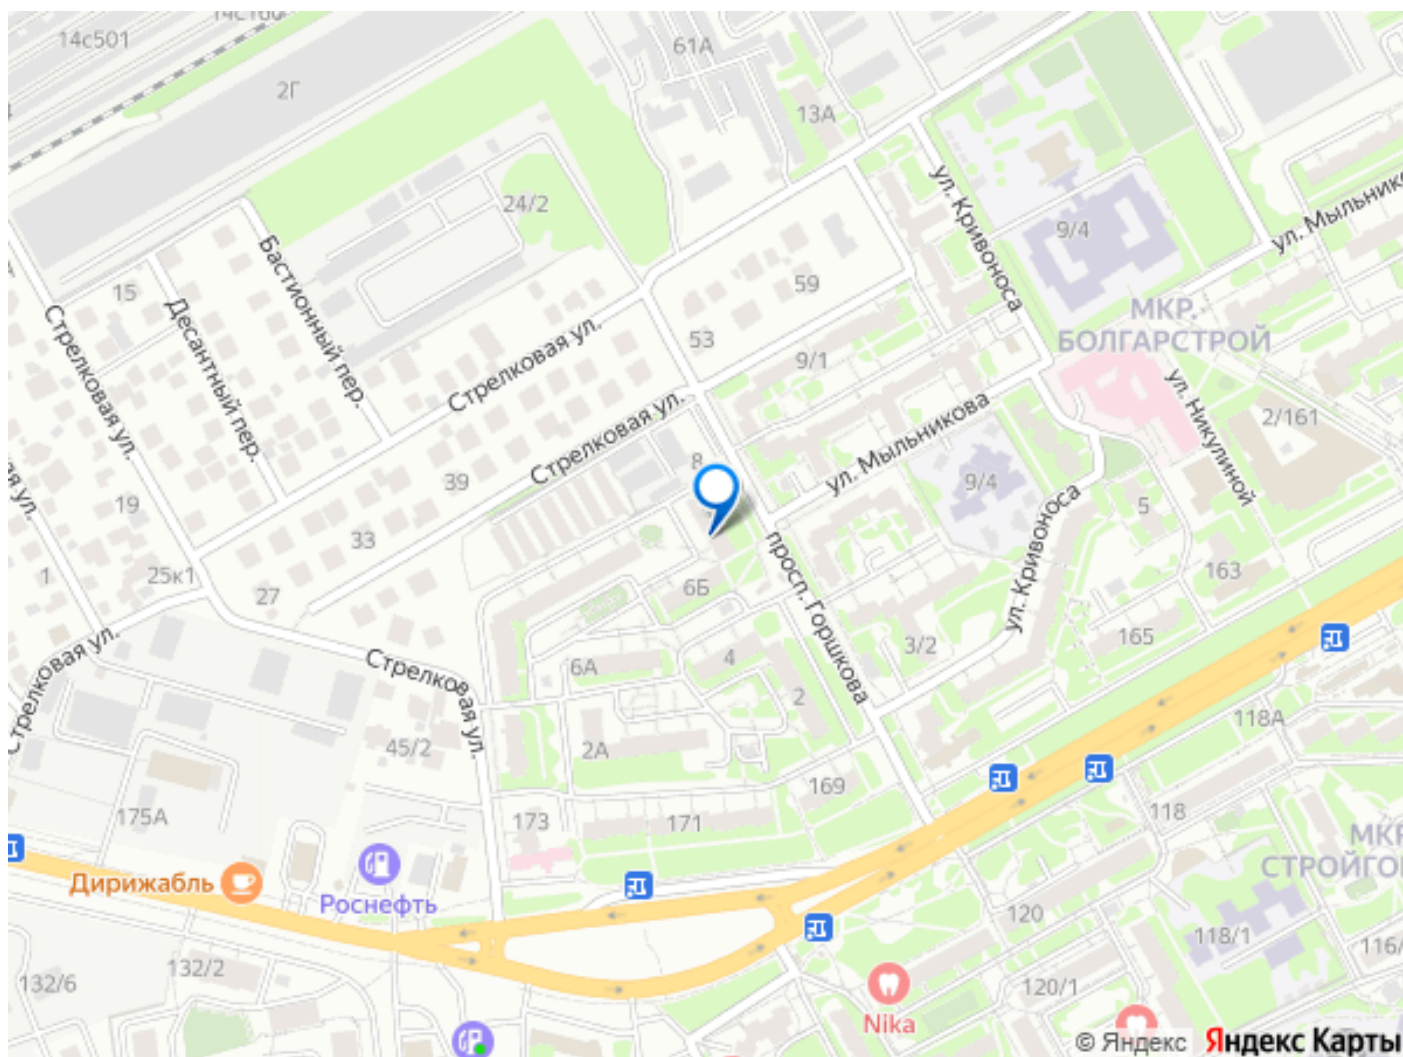 14с160
14с501
61А
2Г
13А
24/2
ул. Кривоноса
9/4
ул. Мыльнико
Бастионный пер.
15
59
МКР.
БОЛГАРСТРОЙ
Десантный пер.
Стрелковая ул.
53
Стрелковая ул.
9/1
ул. Никулиной
2/161
Стрелковая ул.
ул. Мыльникова
8
39
9/4
19
ая ул.
5
33
просп. Горшкова
ул. Кривоноса
1
25к1
27
6Б
163
165
3/2
Стрелковая ул.
Стрелковая ул.
6А
4
2
118А
45/2
2А
169
175А
173
171
118
МКР
СТРОЙГО
Дирижабль
Роснефть
120
118/1
116/
132/2
132/6
120/1
Nika
© Яндекс Яндекс Карты